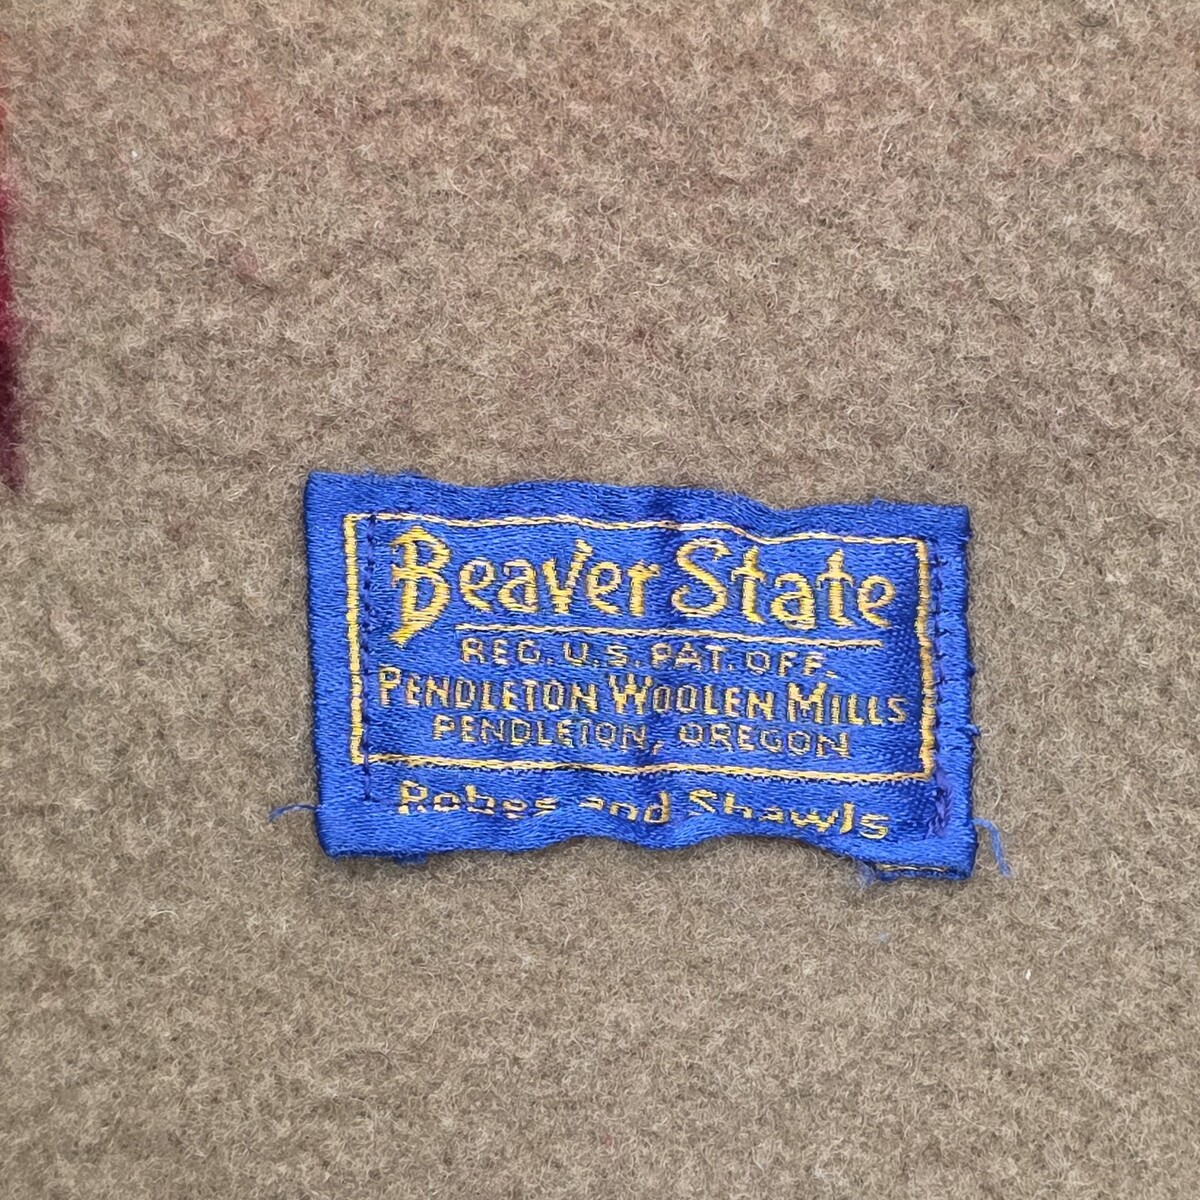 Beaver State
REG. U.S. PAT. OFF.
PENDLETON WOOLEN MILLS
PENDLETON, OREGON
Robes and Shawls